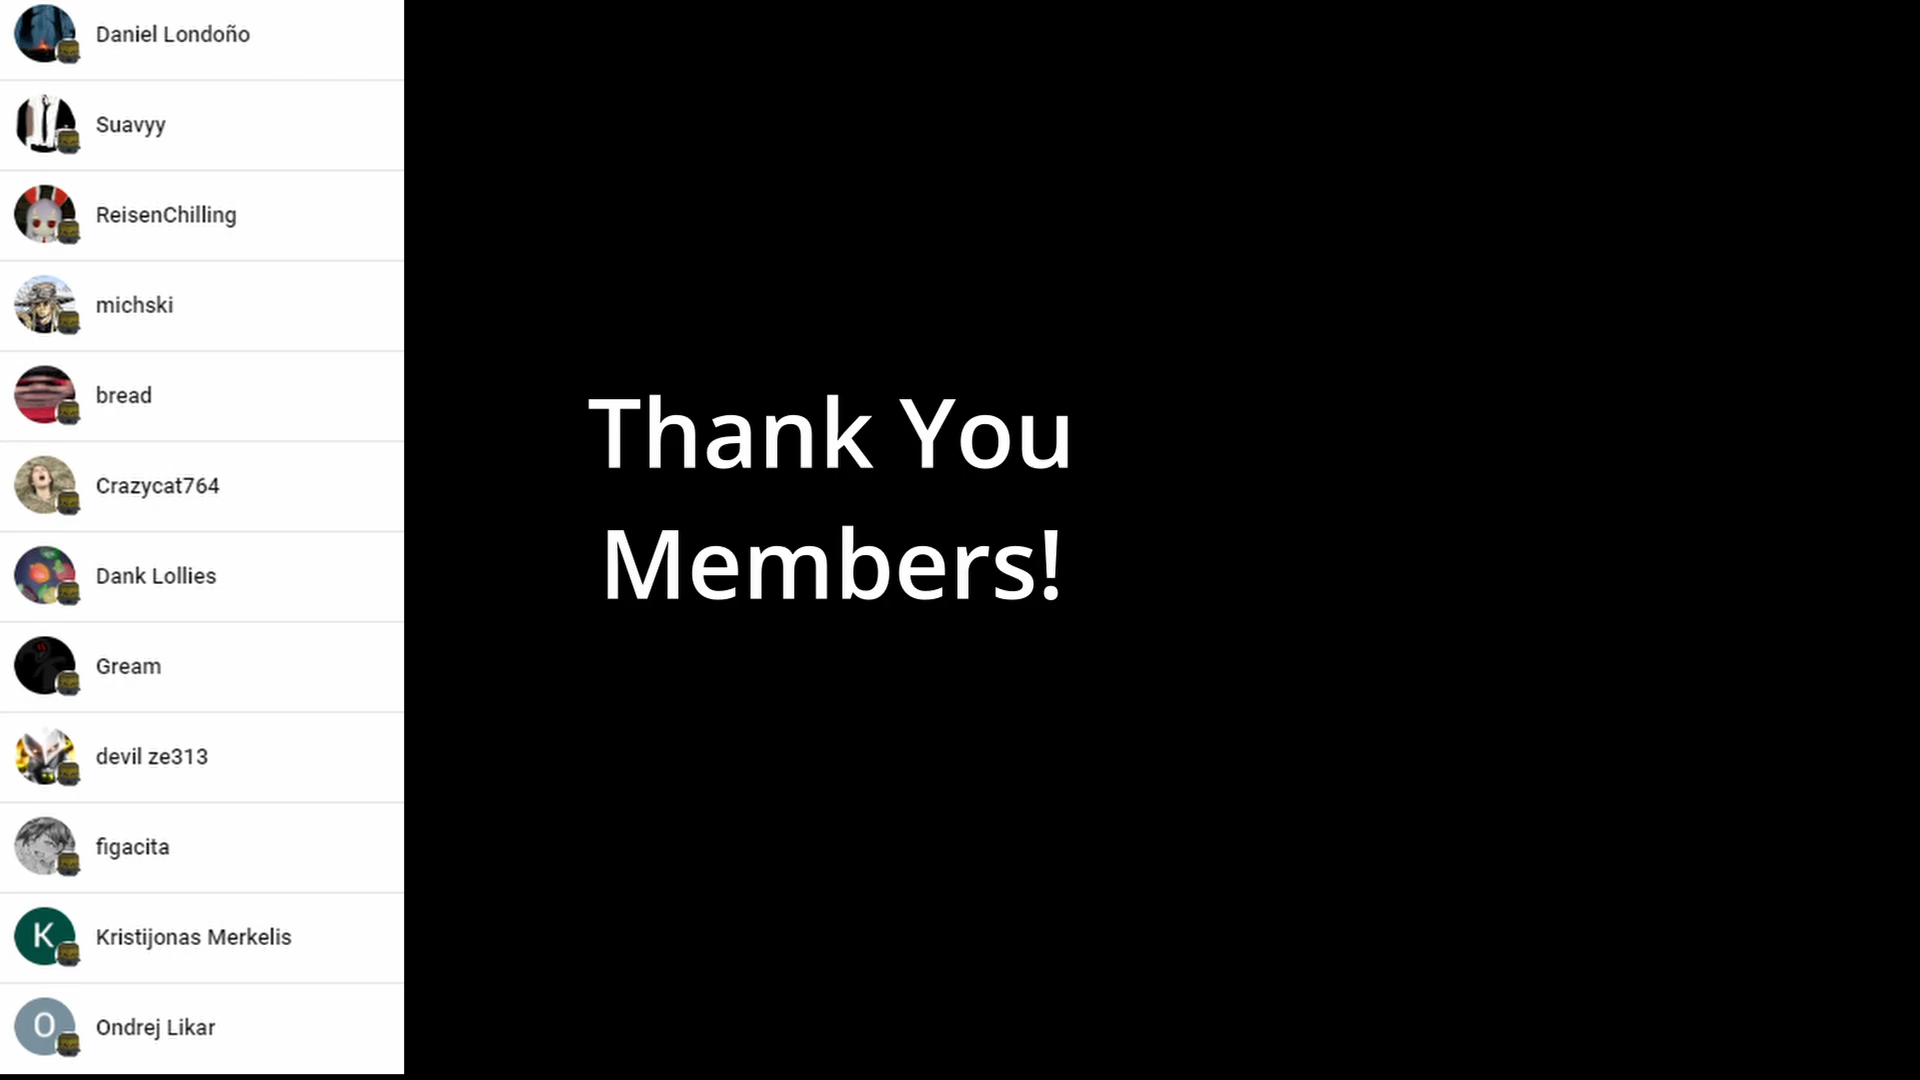 Daniel Londoño
Suavyy
ReisenChilling
michski
bread
Crazycat764
Dank Lollies
Gream
devil ze313
figacita
K
Kristijonas Merkelis
O
Ondrej Likar
Thank You
Members!